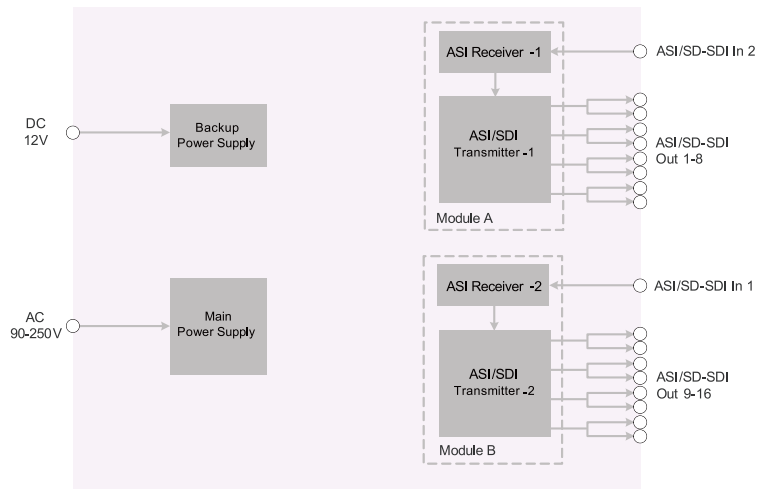 DC
12V
Backup
Power Supply
AC
90-250V
Main
Power Supply
ASI Receiver -1
ASI/SD-SDI In 2
ASI/SDI
Transmitter -1
ASI/SD-SDI
Out 1-8
Module A
ASI Receiver -2
ASI/SD-SDI In 1
ASI/SDI
Transmitter -2
ASI/SD-SDI
Out 9-16
Module B